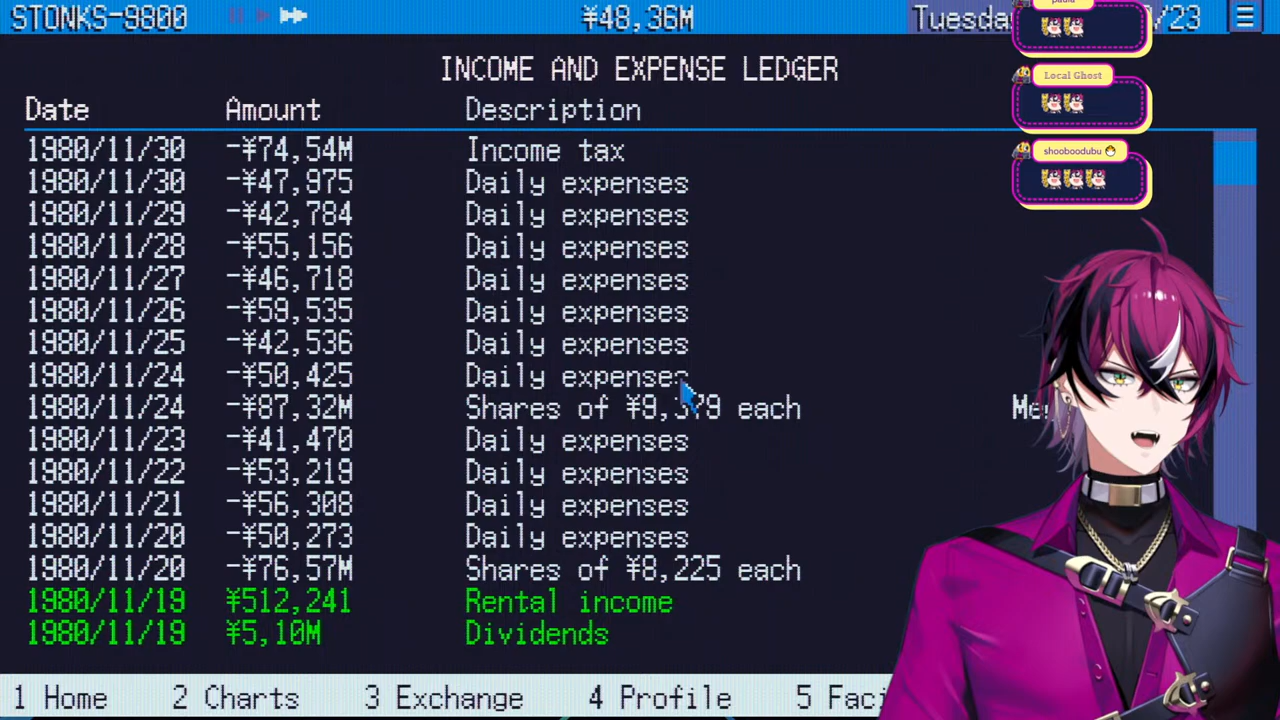 STONKS-9800 ¥48,36M Tuesday /23
paula
Local Ghost
shooboodubu
INCOME AND EXPENSE LEDGER
Date Amount Description
1980/11/30 -¥74,54M Income tax
1980/11/30 -¥47,975 Daily expenses
1980/11/29 -¥42,784 Daily expenses
1980/11/28 -¥55,156 Daily expenses
1980/11/27 -¥46,718 Daily expenses
1980/11/26 -¥59,535 Daily expenses
1980/11/25 -¥42,536 Daily expenses
1980/11/24 -¥50,425 Daily expenses
1980/11/24 -¥87,32M Shares of ¥9,379 each
1980/11/23 -¥41,470 Daily expenses
1980/11/22 -¥53,219 Daily expenses
1980/11/21 -¥56,308 Daily expenses
1980/11/20 -¥50,273 Daily expenses
1980/11/20 -¥76,57M Shares of ¥8,225 each
1980/11/19 ¥512,241 Rental income
1980/11/19 ¥5,10M Dividends
1 Home 2 Charts 3 Exchange 4 Profile 5 Faci